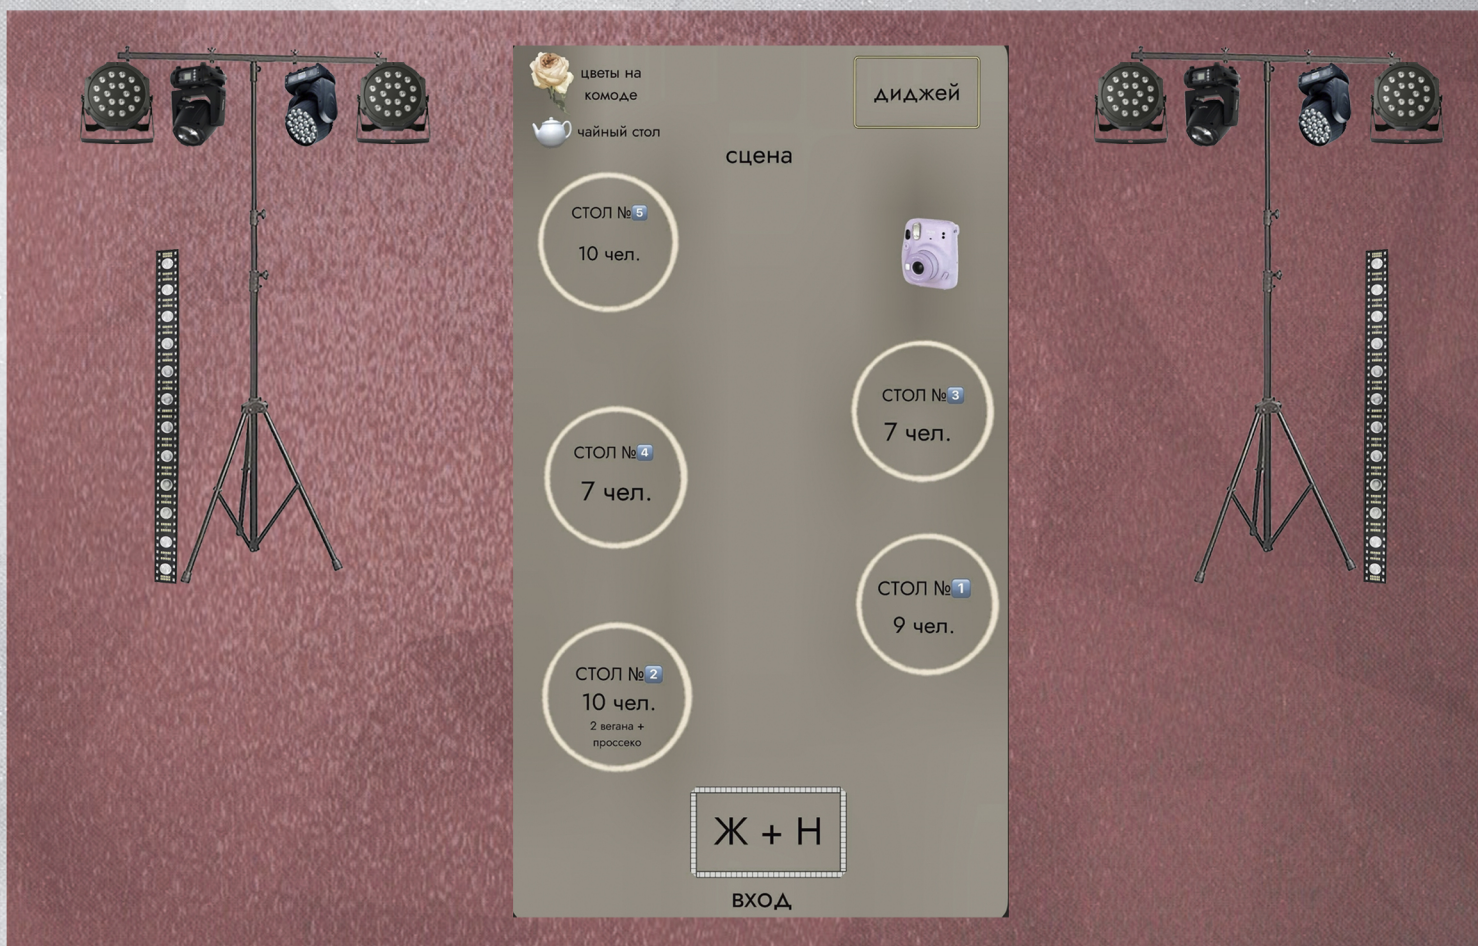 цветы на
комоде
диджей
чайный стол
сцена
СТОЛ №5
10 чел.
СТОЛ №3
7 чел.
СТОЛ №4
7 чел.
СТОЛ №1
9 чел.
СТОЛ №2
10 чел.
2 вегана +
проссеко
Ж + Н
вход